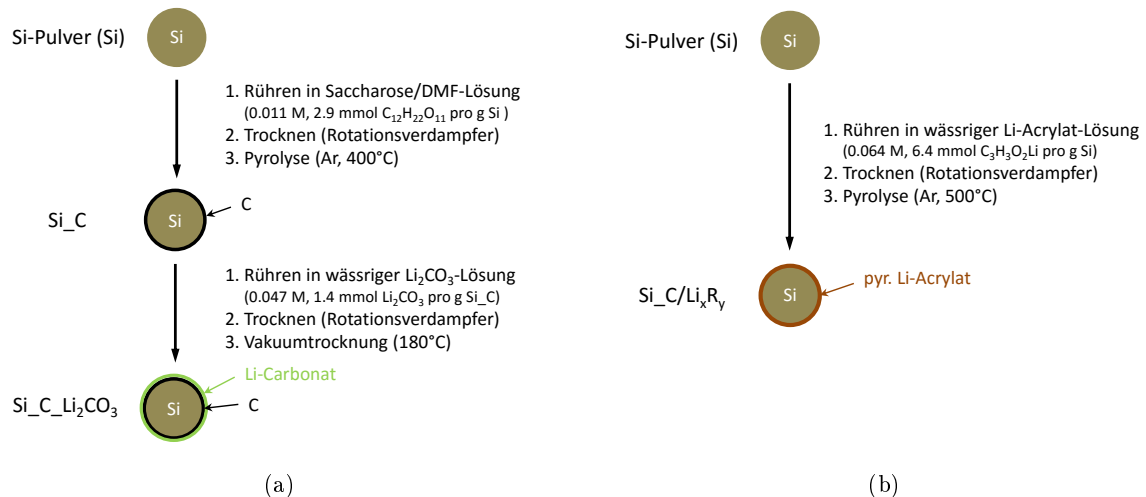 Si-Pulver (Si)
Si
1. Rühren in Saccharose/DMF-Lösung
(0.011 M, 2.9 mmol C₁₂H₂₂O₁₁ pro g Si )
2. Trocknen (Rotationsverdampfer)
3. Pyrolyse (Ar, 400°C)
Si_C
Si
C
1. Rühren in wässriger Li₂CO₃-Lösung
(0.047 M, 1.4 mmol Li₂CO₃ pro g Si_C)
2. Trocknen (Rotationsverdampfer)
3. Vakuumtrocknung (180°C)
Li-Carbonat
Si_C_Li₂CO₃
Si
C
(a)
Si-Pulver (Si)
Si
1. Rühren in wässriger Li-Acrylat-Lösung
(0.064 M, 6.4 mmol C₃H₃O₂Li pro g Si)
2. Trocknen (Rotationsverdampfer)
3. Pyrolyse (Ar, 500°C)
Si_C/LiₓRᵧ
Si
pyr. Li-Acrylat
(b)